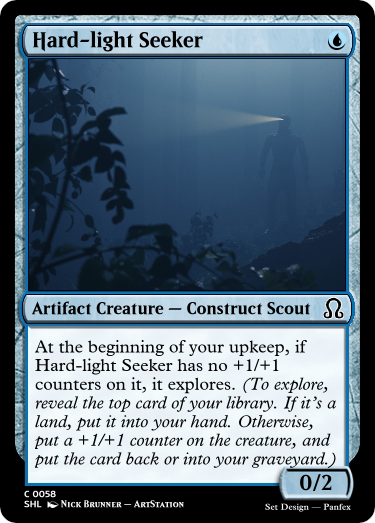 Hard-light Seeker
Artifact Creature — Construct Scout
At the beginning of your upkeep, if
Hard-light Seeker has no +1/+1
counters on it, it explores. (To explore,
reveal the top card of your library. If it's a
land, put it into your hand. Otherwise,
put a +1/+1 counter on the creature, and
put the card back or into your graveyard.)
0/2
C 0058
SHL Nick Brunner — ArtStation
Set Design — Panfex